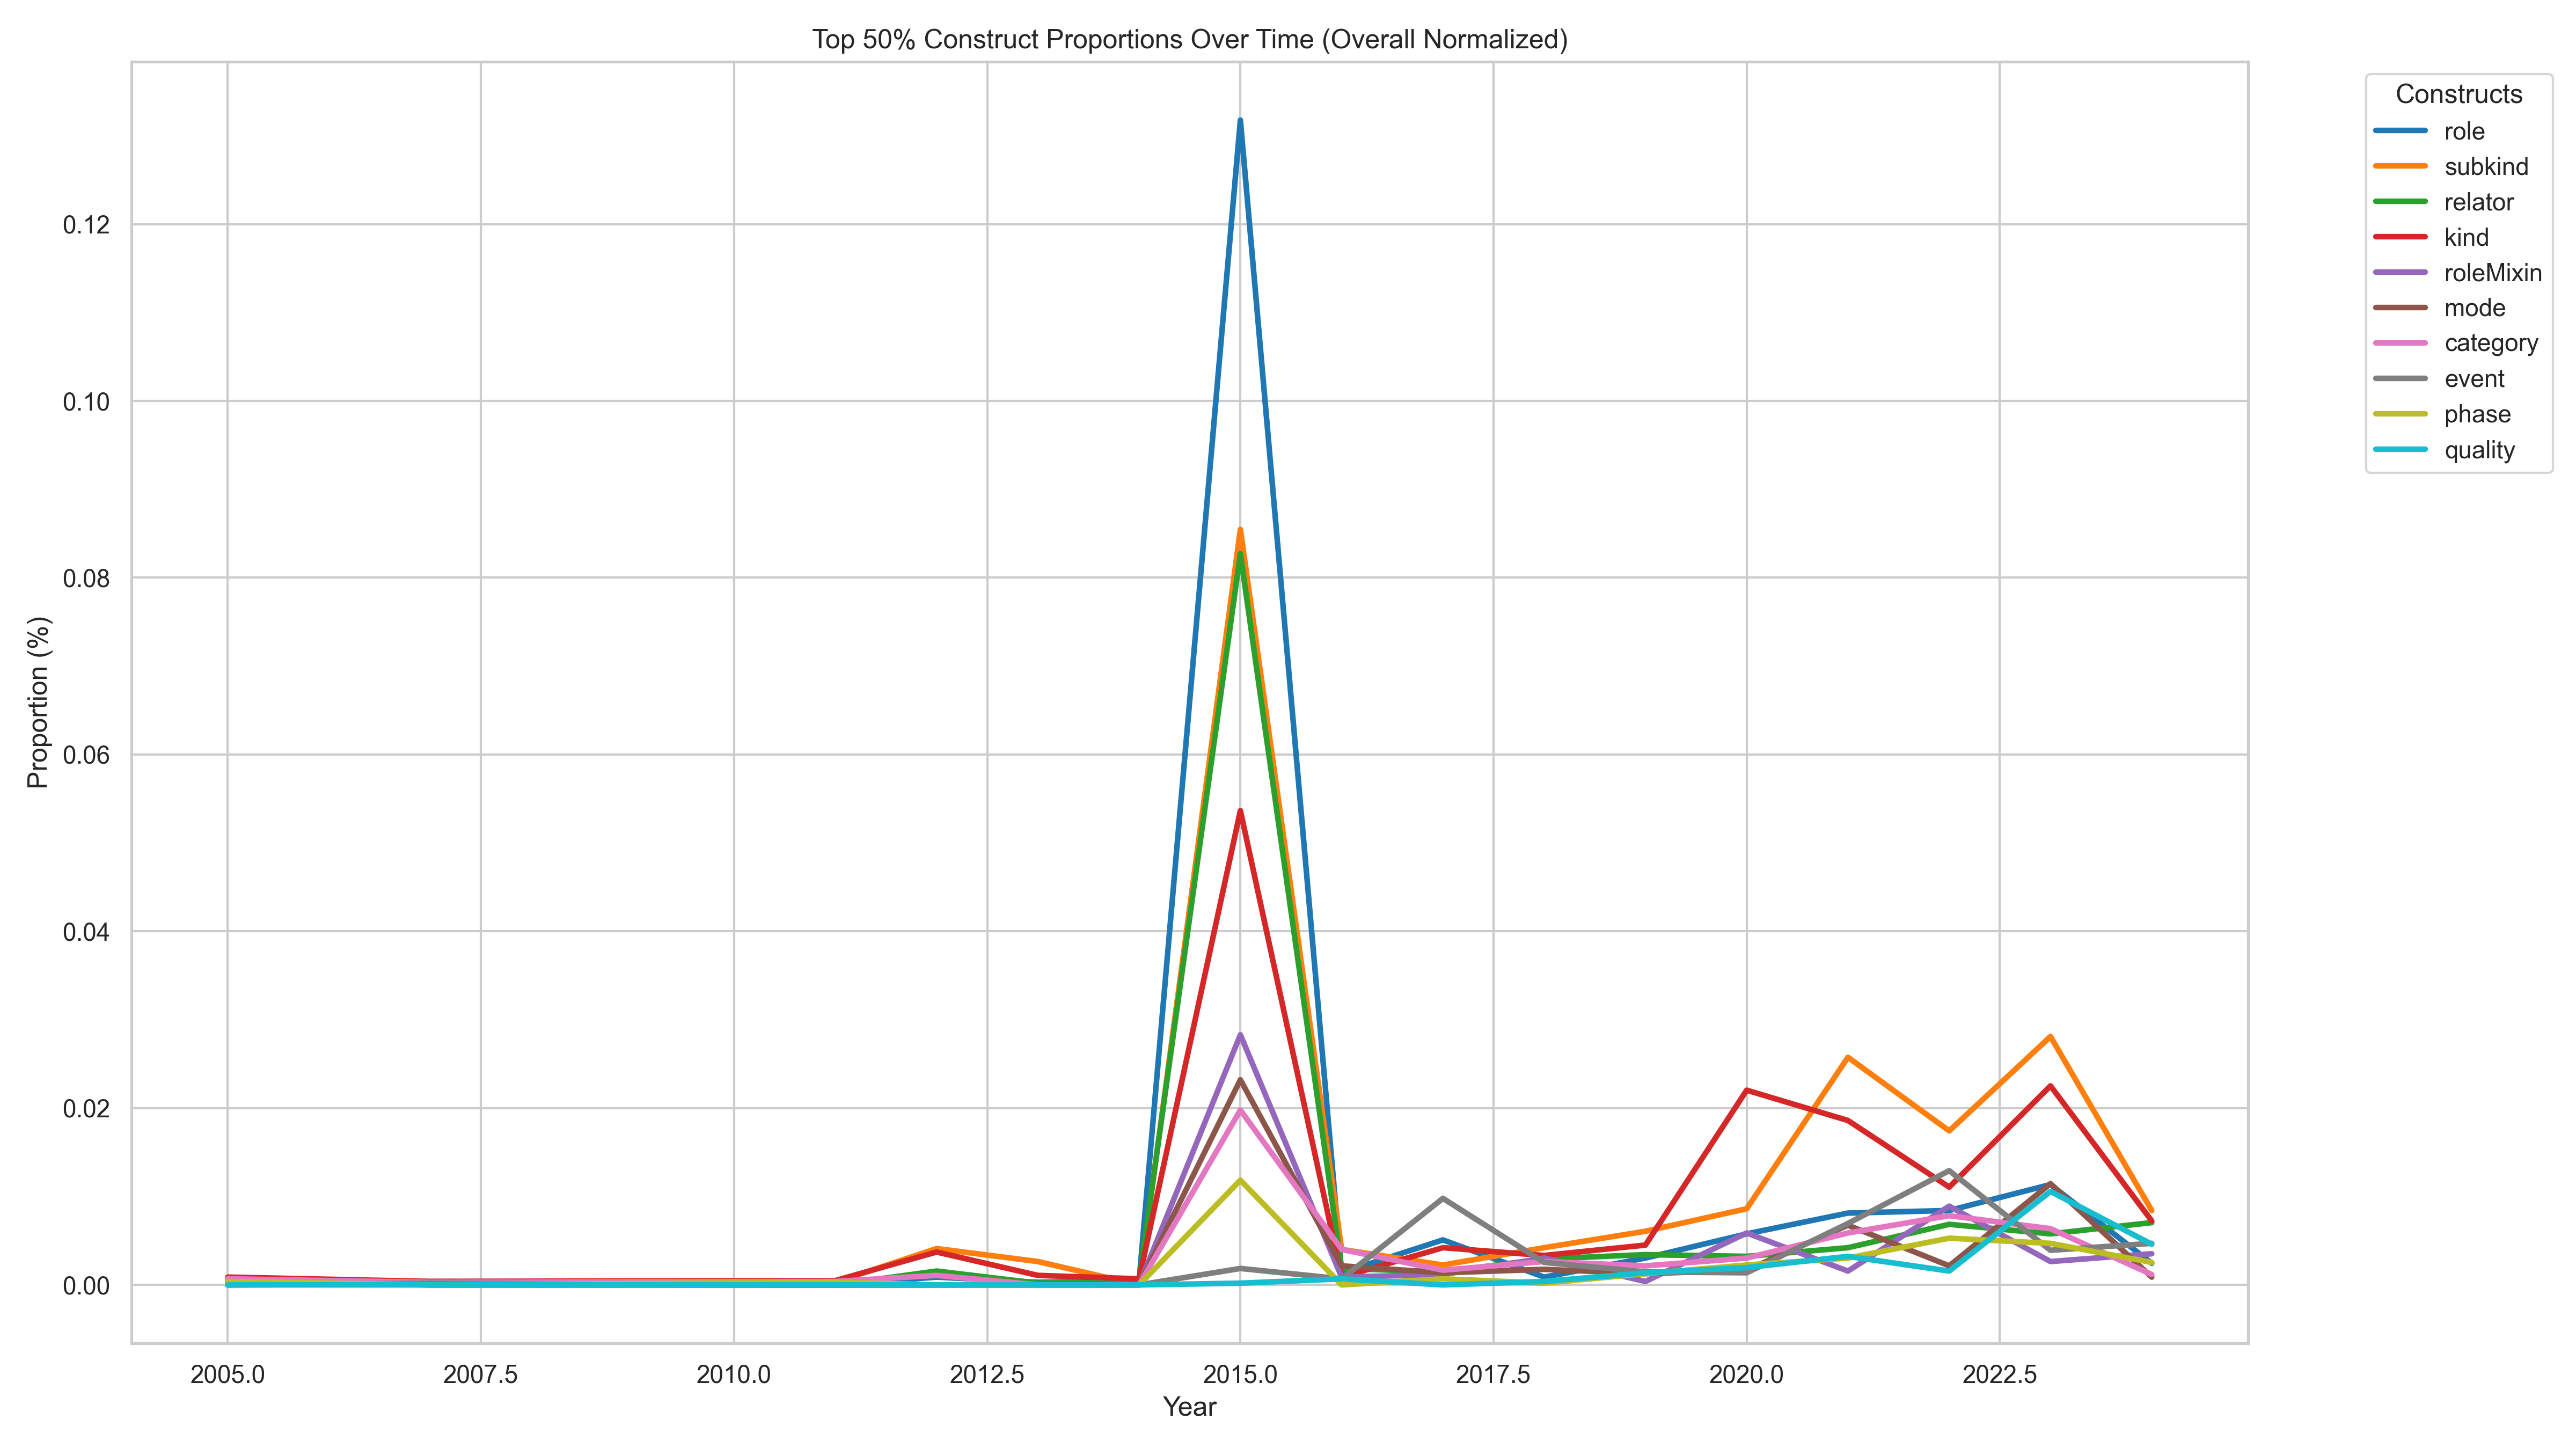 Top 50% Construct Proportions Over Time (Overall Normalized)
Constructs
role
subkind
relator
kind
roleMixin
mode
category
event
phase
quality
Proportion (%)
0.12
0.10
0.08
0.06
0.04
0.02
0.00
2005.0 2007.5 2010.0 2012.5 2015.0 2017.5 2020.0 2022.5
Year